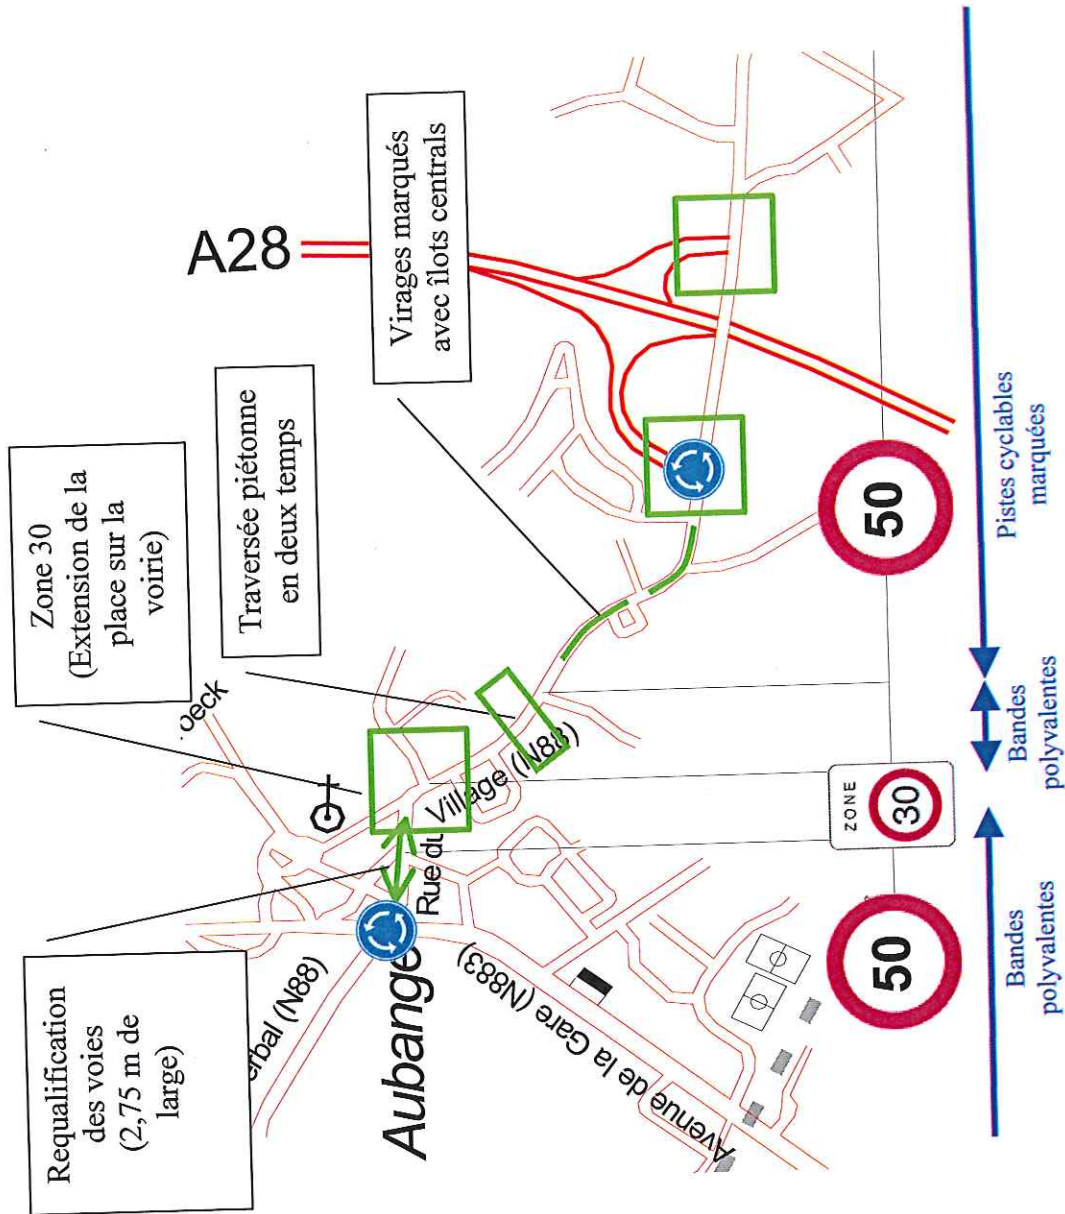 Requalification
des voies
(2,75 m de
large)
Zone 30
(Extension de la
place sur la
voirie)
Traversée piétonne
en deux temps
Virages marqués
avec îlots centrals
A28
oeck
erbal (N88)
Aubange
Rue du Village (N88)
Avenue de la Gare (N883)
50
ZONE
30
50
Bandes
polyvalentes
Bandes
polyvalentes
Pistes cyclables
marquées